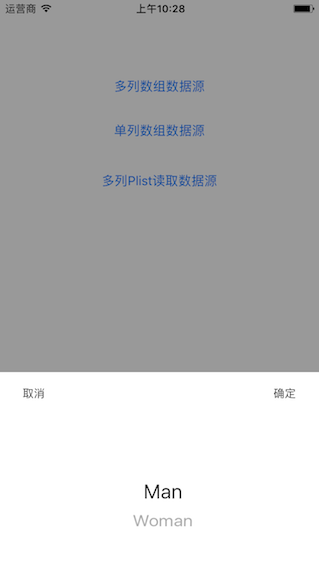 运营商 上午10:28
多列数组数据源
单列数组数据源
多列Plist读取数据源
取消 确定
Man
Woman